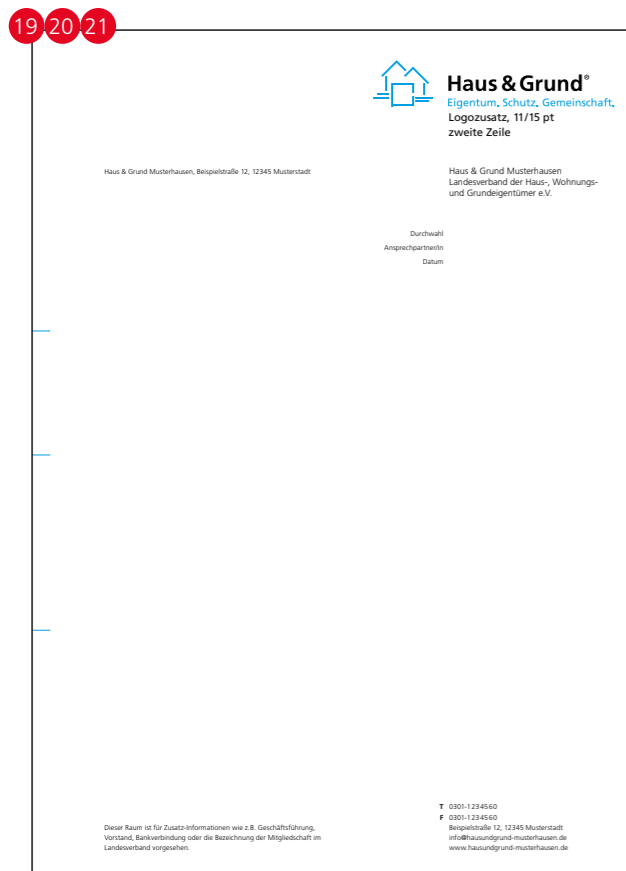 19 20 21
Haus & Grund®
Eigentum. Schutz. Gemeinschaft.
Logozusatz, 11/15 pt
zweite Zeile
Haus & Grund Musterhausen, Beispielstraße 12, 12345 Musterstadt
Haus & Grund Musterhausen
Landesverband der Haus-, Wohnungs-
und Grundeigentümer e.V.
Durchwahl
Ansprechpartner/in
Datum
T 0301-1234560
F 0301-1234560
Beispielstraße 12, 12345 Musterstadt
info@hausundgrund-musterhausen.de
www.hausundgrund-musterhausen.de
Dieser Raum ist für Zusatz-Informationen wie z.B. Geschäftsführung,
Vorstand, Bankverbindung oder die Bezeichnung der Mitgliedschaft im
Landesverband vorgesehen.